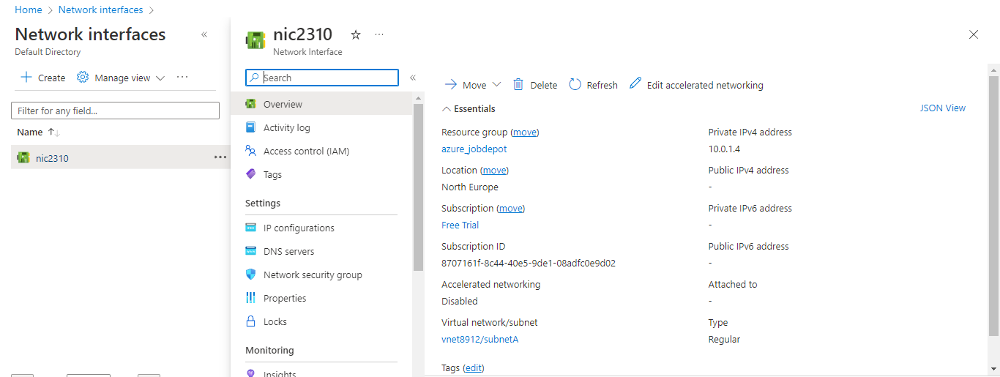 Home > Network interfaces >
Network interfaces «
Default Directory
+ Create Manage view ...
Filter for any field...
Name ↑↓
nic2310 ...
nic2310 ...
Network Interface
Search «
Overview
Activity log
Access control (IAM)
Tags
Settings
IP configurations
DNS servers
Network security group
Properties
Locks
Monitoring
Insights
Move Delete Refresh Edit accelerated networking
Essentials JSON View
Resource group (move)
azure_jobdepot
Location (move)
North Europe
Subscription (move)
Free Trial
Subscription ID
8707161f-8c44-40e5-9de1-08adfc0e9d02
Accelerated networking
Disabled
Virtual network/subnet
vnet8912/subnetA
Private IPv4 address
10.0.1.4
Public IPv4 address
-
Private IPv6 address
-
Public IPv6 address
-
Attached to
-
Type
Regular
Tags (edit)